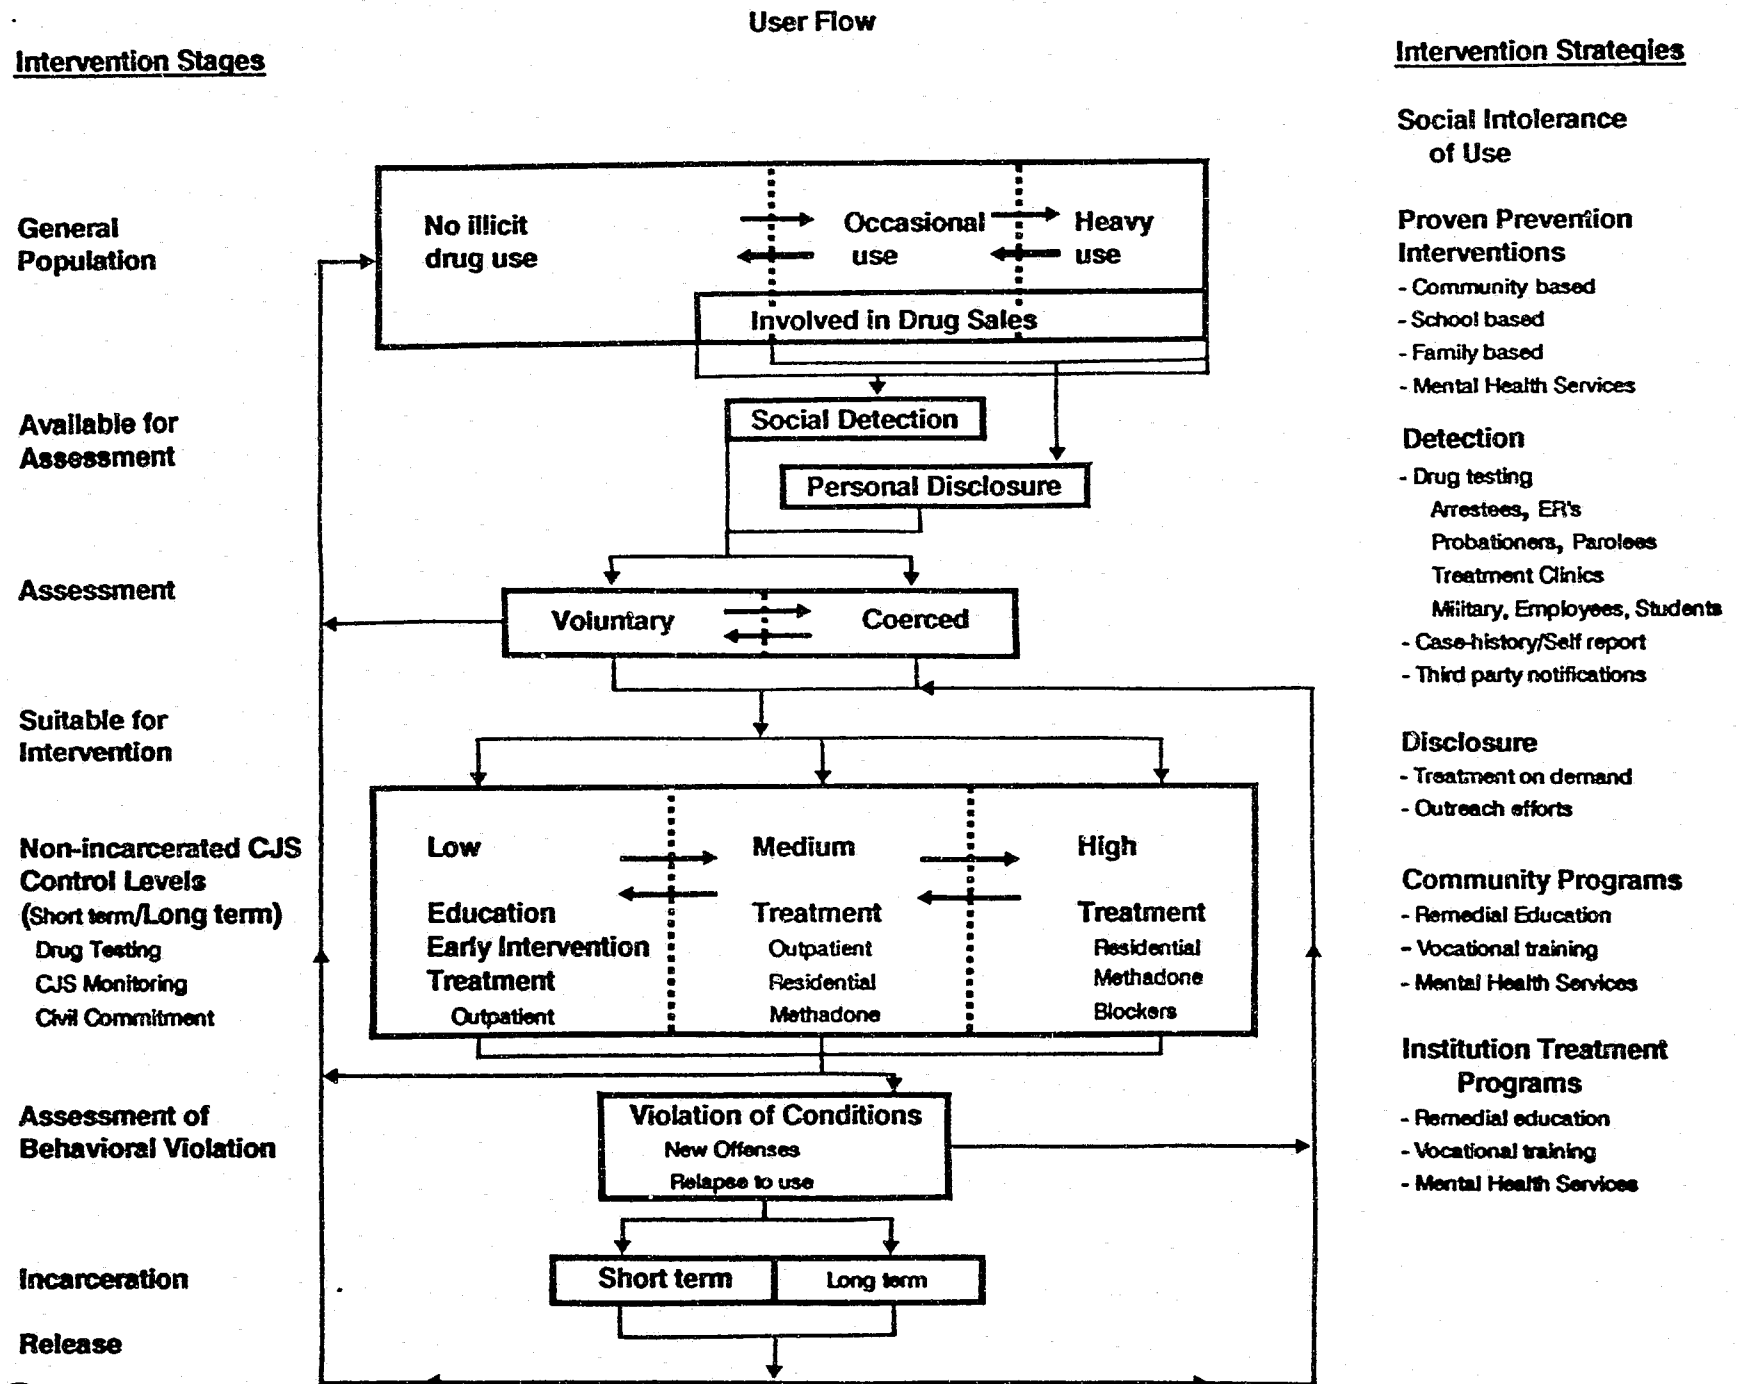 User Flow
Intervention Stages
General
Population
Available for
Assessment
Assessment
Suitable for
Intervention
Non-incarcerated CJS
Control Levels
(Short term/Long term)
Drug Testing
CJS Monitoring
Civil Commitment
Assessment of
Behavioral Violation
Incarceration
Release
No illicit
drug use
Occasional
use
Heavy
use
Involved in Drug Sales
Social Detection
Personal Disclosure
Voluntary
Coerced
Low
Education
Early Intervention
Treatment
Outpatient
Medium
Treatment
Outpatient
Residential
Methadone
High
Treatment
Residential
Methadone
Blockers
Violation of Conditions
New Offenses
Relapse to use
Short term
Long term
Intervention Strategies
Social Intolerance
of Use
Proven Prevention
Interventions
- Community based
- School based
- Family based
- Mental Health Services
Detection
- Drug testing
Arrestees, ER's
Probationers, Parolees
Treatment Clinics
Military, Employees, Students
- Case-history/Self report
- Third party notifications
Disclosure
- Treatment on demand
- Outreach efforts
Community Programs
- Remedial Education
- Vocational training
- Mental Health Services
Institution Treatment
Programs
- Remedial education
- Vocational training
- Mental Health Services